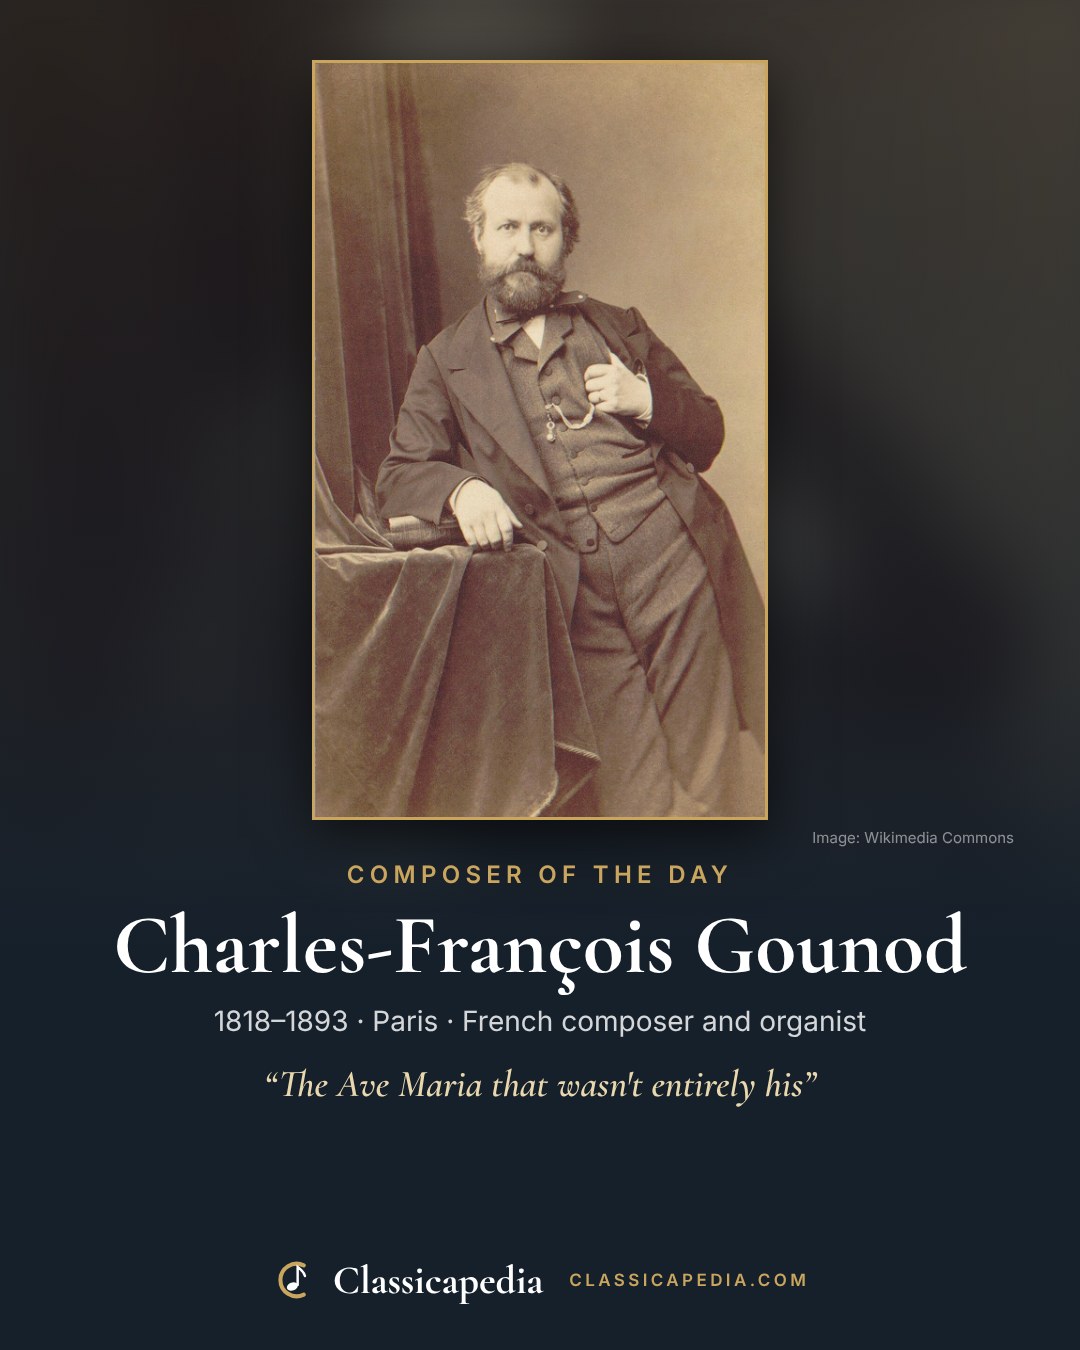 Image: Wikimedia Commons
COMPOSER OF THE DAY
Charles-François Gounod
1818–1893 · Paris · French composer and organist
“The Ave Maria that wasn't entirely his”
Classicapedia CLASSICAPEDIA.COM